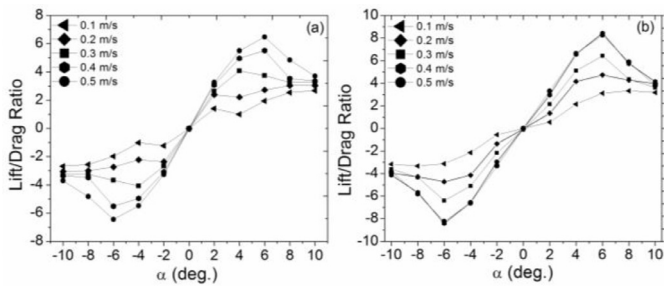 (a)
0.1 m/s
0.2 m/s
0.3 m/s
0.4 m/s
0.5 m/s
Lift/Drag Ratio
8
6
4
2
0
-2
-4
-6
-8
-10 -8 -6 -4 -2 0 2 4 6 8 10
α (deg.)
(b)
0.1 m/s
0.2 m/s
0.3 m/s
0.4 m/s
0.5 m/s
Lift/Drag Ratio
10
8
6
4
2
0
-2
-4
-6
-8
-10
-10 -8 -6 -4 -2 0 2 4 6 8 10
α (deg.)